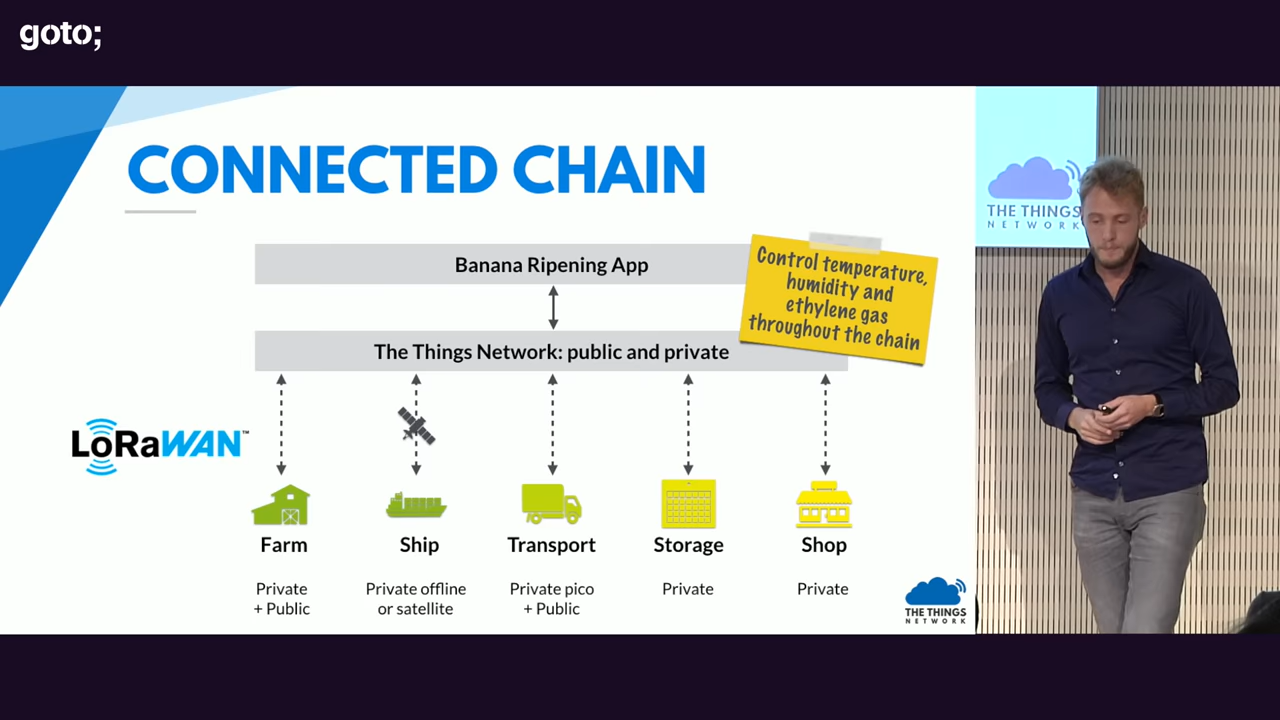 goto;
CONNECTED CHAIN
Banana Ripening App
Control temperature,
humidity and
ethylene gas
throughout the chain
The Things Network: public and private
LoRaWAN™
Farm
Ship
Transport
Storage
Shop
Private
+ Public
Private offline
or satellite
Private pico
+ Public
Private
Private
THE THINGS
NETWORK
THE THINGS
NETWORK